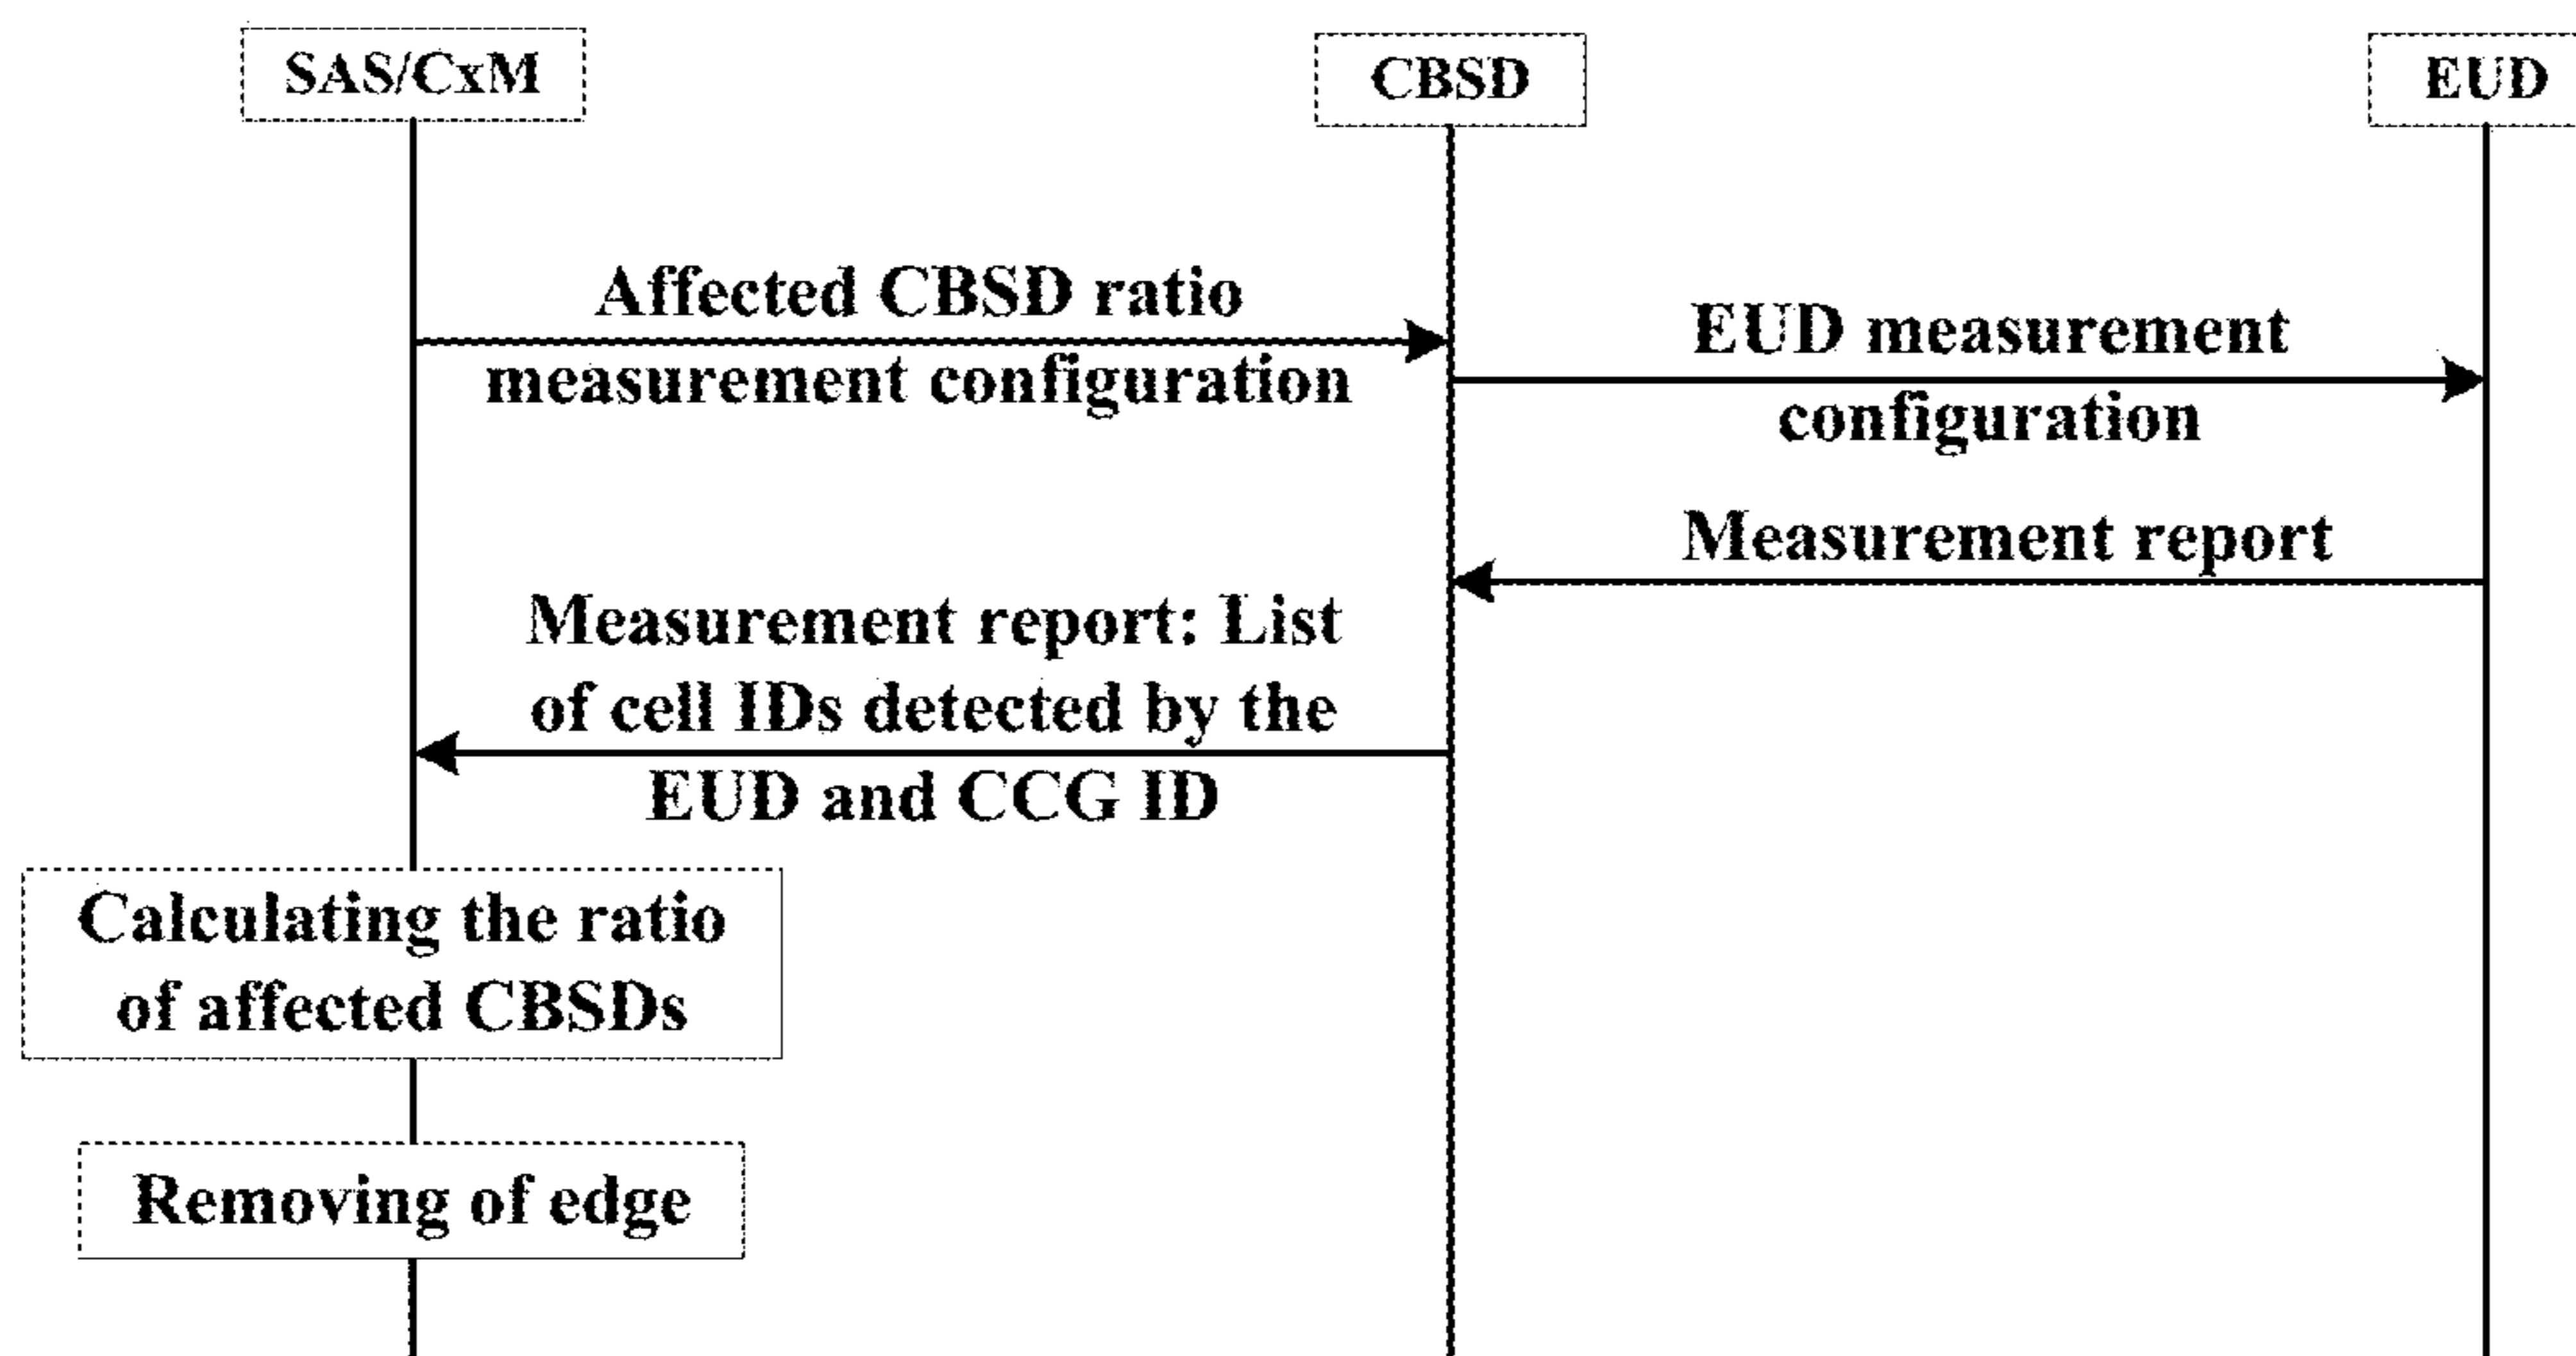 SAS/CxM
CBSD
EUD
Affected CBSD ratio
measurement configuration
EUD measurement
configuration
Measurement report
Measurement report: List
of cell IDs detected by the
EUD and CCG ID
Calculating the ratio
of affected CBSDs
Removing of edge